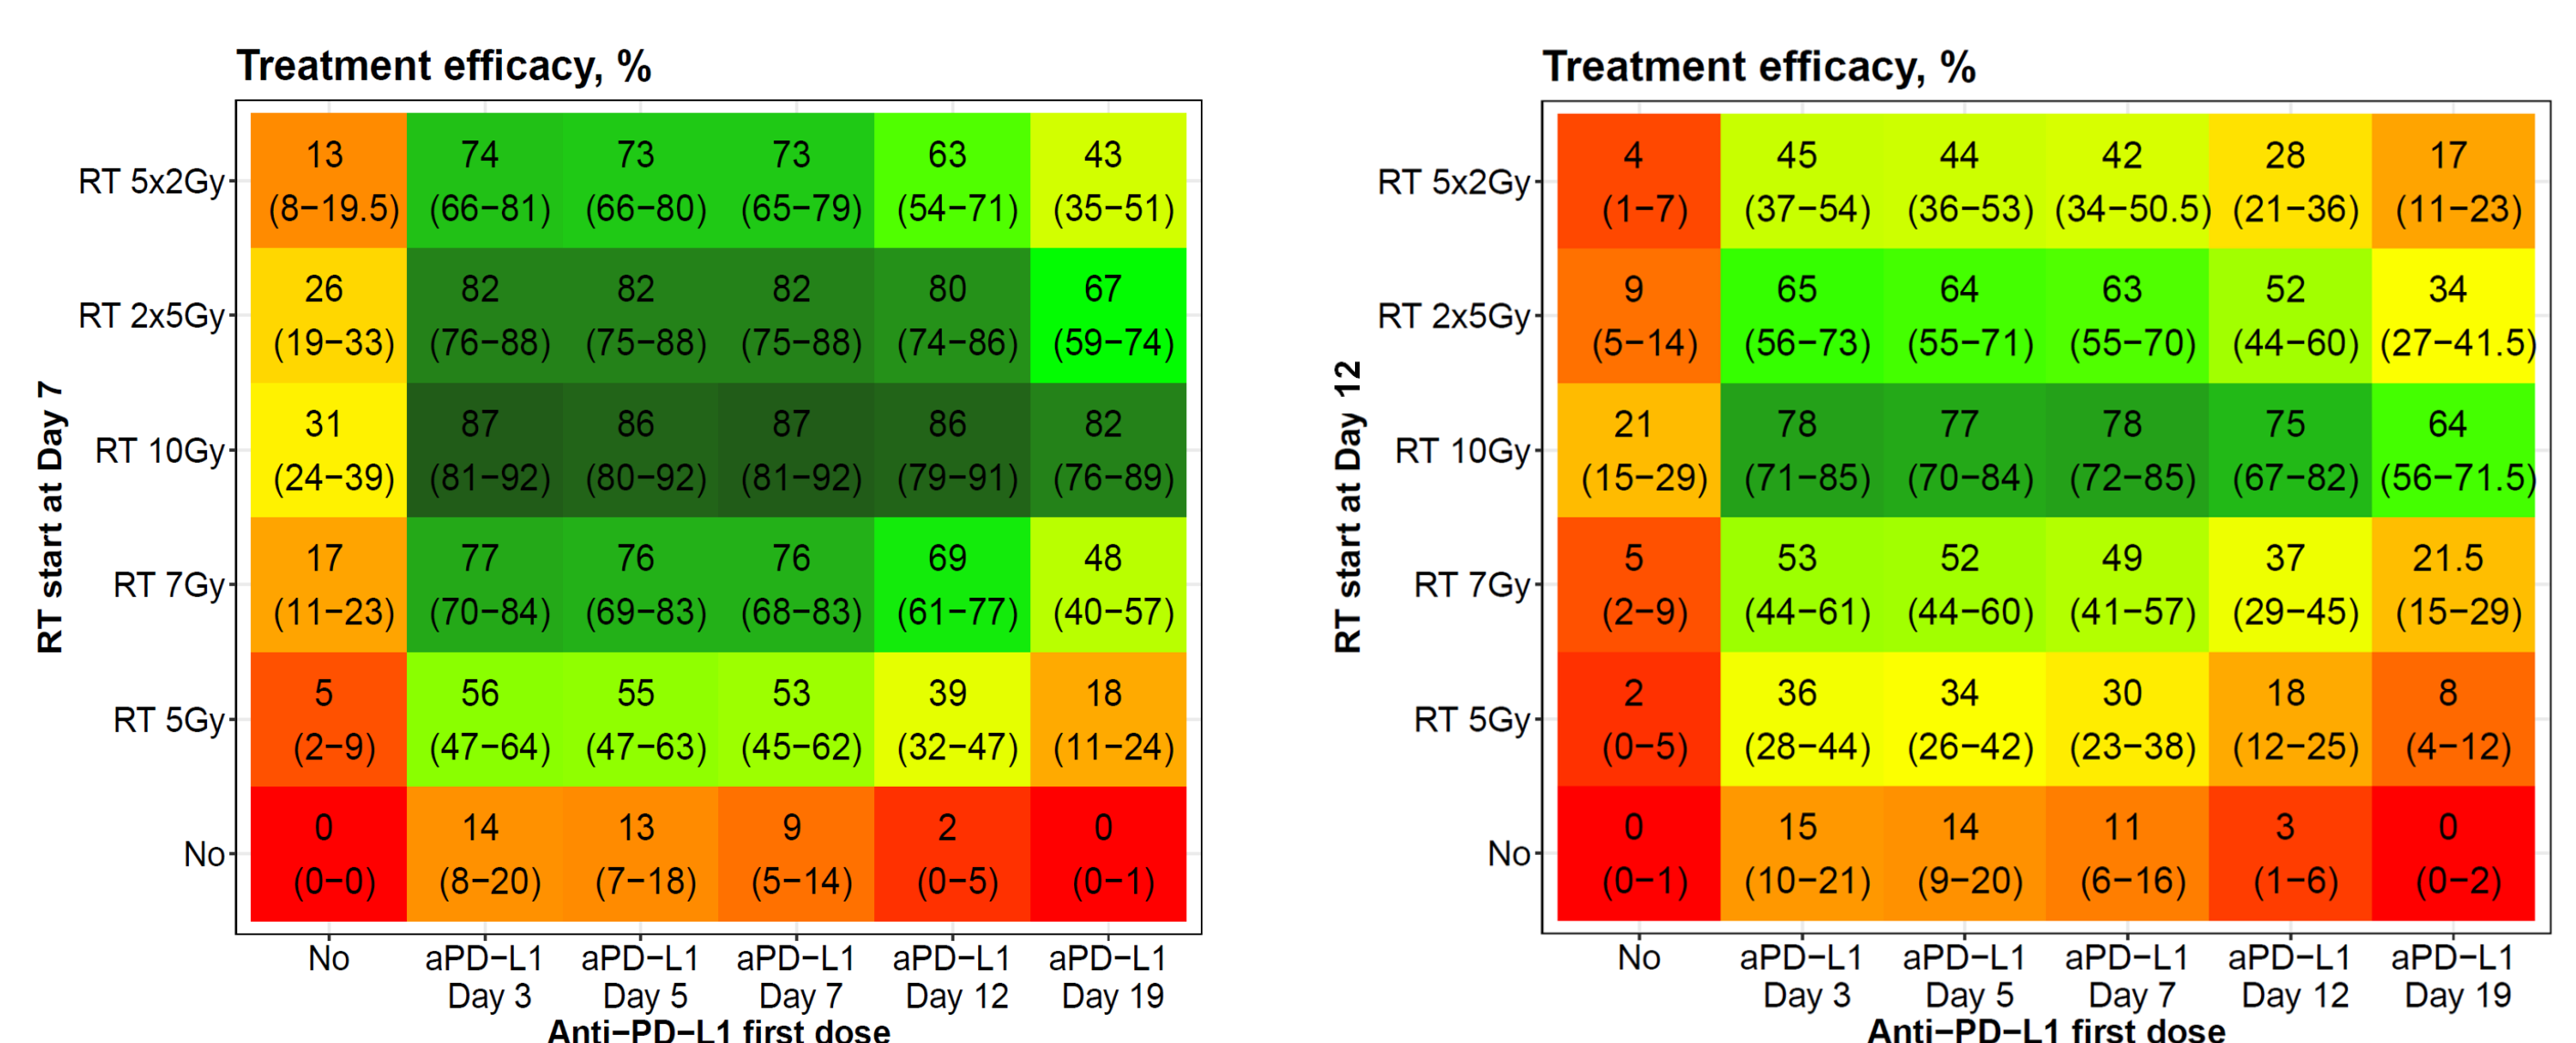 Treatment efficacy, %
RT start at Day 7
RT 5x2Gy
13 74 73 73 63 43
(8−19.5) (66−81) (66−80) (65−79) (54−71) (35−51)
RT 2x5Gy
26 82 82 82 80 67
(19−33) (76−88) (75−88) (75−88) (74−86) (59−74)
RT 10Gy
31 87 86 87 86 82
(24−39) (81−92) (80−92) (81−92) (79−91) (76−89)
RT 7Gy
17 77 76 76 69 48
(11−23) (70−84) (69−83) (68−83) (61−77) (40−57)
RT 5Gy
5 56 55 53 39 18
(2−9) (47−64) (47−63) (45−62) (32−47) (11−24)
No
0 14 13 9 2 0
(0−0) (8−20) (7−18) (5−14) (0−5) (0−1)
No aPD−L1 aPD−L1 aPD−L1 aPD−L1 aPD−L1
Day 3 Day 5 Day 7 Day 12 Day 19
Anti−PD−L1 first dose
Treatment efficacy, %
RT start at Day 12
RT 5x2Gy
4 45 44 42 28 17
(1−7) (37−54) (36−53) (34−50.5) (21−36) (11−23)
RT 2x5Gy
9 65 64 63 52 34
(5−14) (56−73) (55−71) (55−70) (44−60) (27−41.5)
RT 10Gy
21 78 77 78 75 64
(15−29) (71−85) (70−84) (72−85) (67−82) (56−71.5)
RT 7Gy
5 53 52 49 37 21.5
(2−9) (44−61) (44−60) (41−57) (29−45) (15−29)
RT 5Gy
2 36 34 30 18 8
(0−5) (28−44) (26−42) (23−38) (12−25) (4−12)
No
0 15 14 11 3 0
(0−1) (10−21) (9−20) (6−16) (1−6) (0−2)
No aPD−L1 aPD−L1 aPD−L1 aPD−L1 aPD−L1
Day 3 Day 5 Day 7 Day 12 Day 19
Anti−PD−L1 first dose